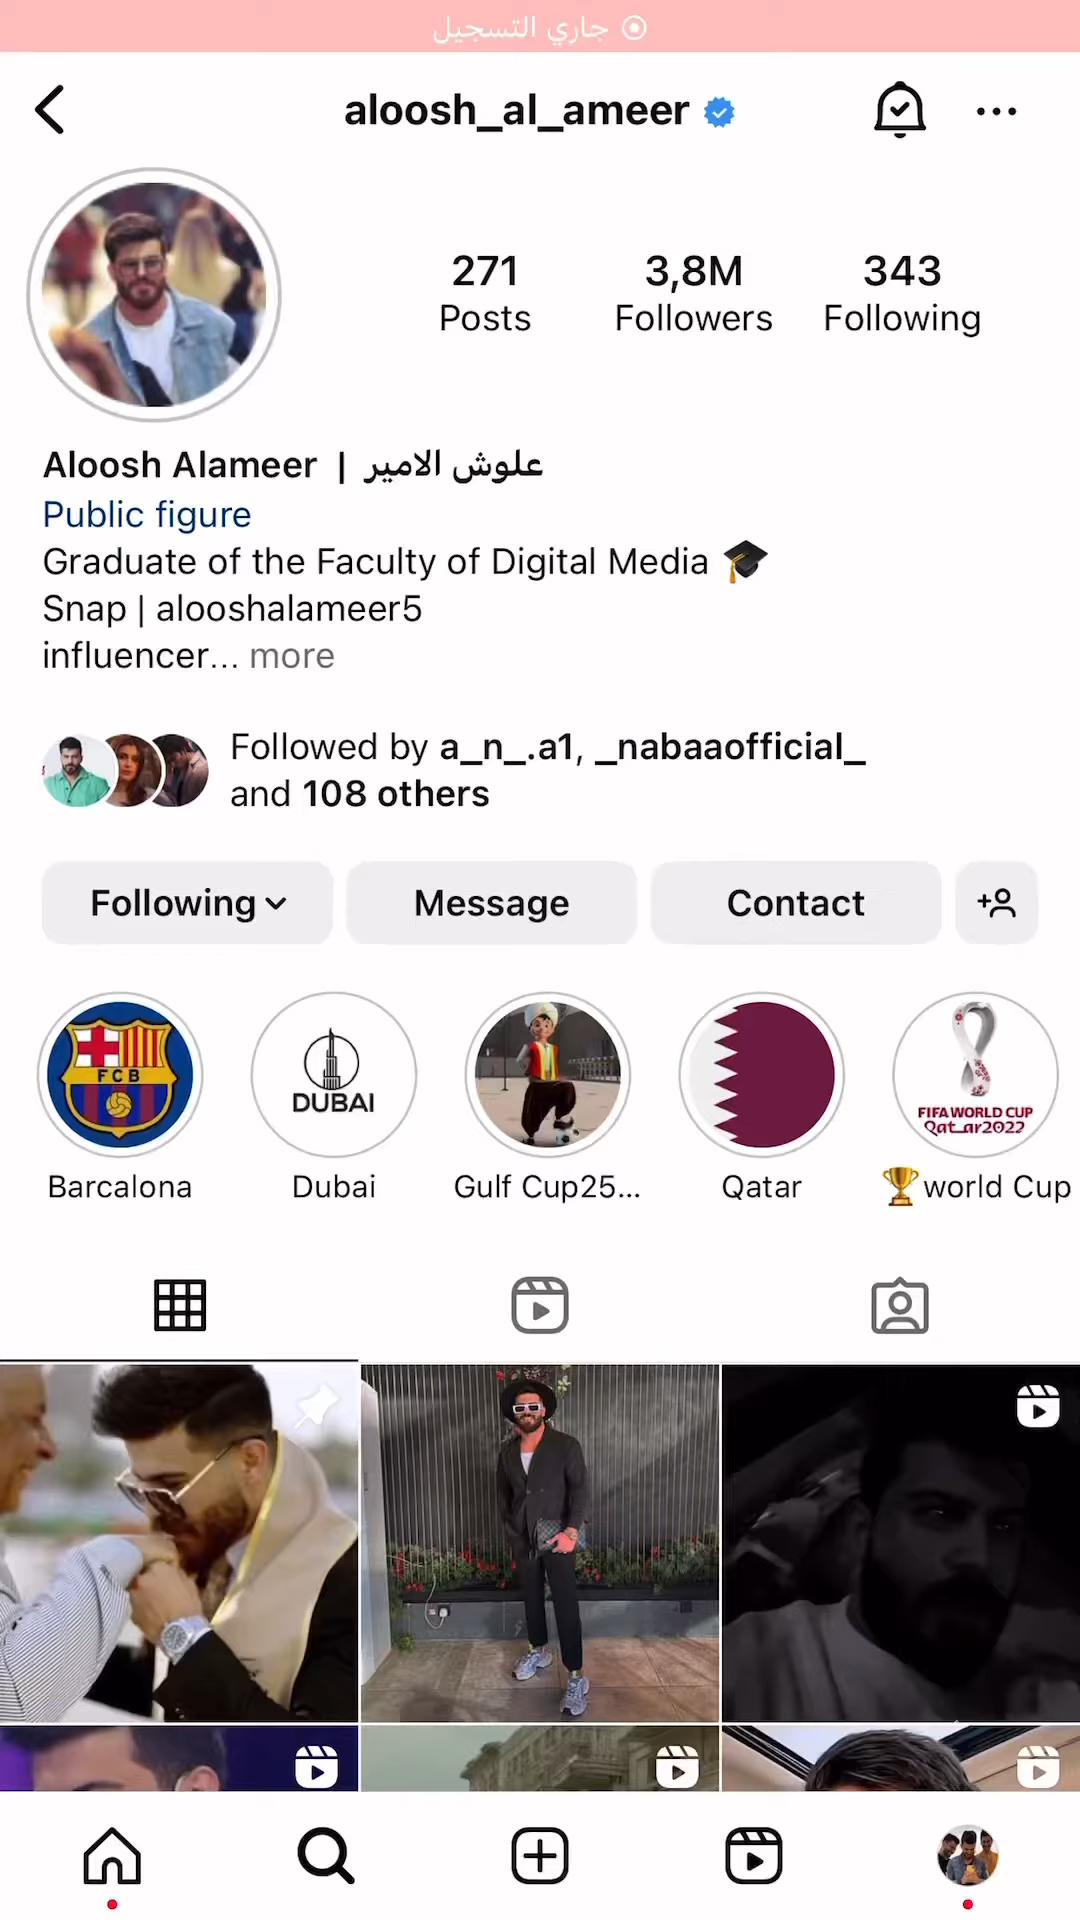 جاري التسجيل
aloosh_al_ameer
271
Posts
3,8M
Followers
343
Following
Aloosh Alameer | علوش الامير
Public figure
Graduate of the Faculty of Digital Media 🎓
Snap | alooshalameer5
influencer... more
Followed by a_n_.a1, _nabaaofficial_
and 108 others
Following
Message
Contact
FCB
DUBAI
FIFA WORLD CUP
Qatar2022
Barcalona
Dubai
Gulf Cup25...
Qatar
🏆world Cup